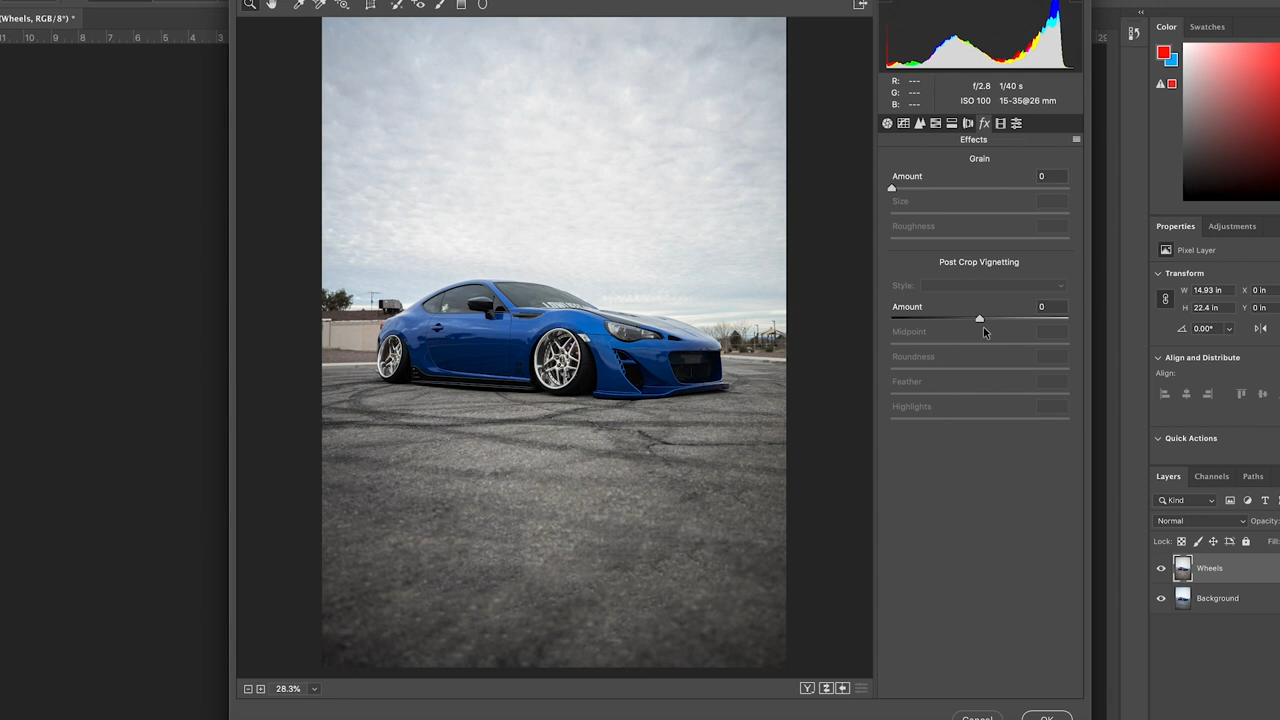 (Wheels, RGB/8*) *
11 10 9 8 7 6 5 4 3
29
Color Swatches
R: ---
G: ---
B: ---
f/2.8 1/40 s
ISO 100 15-35@26 mm
fx
Effects
Grain
Amount 0
Size
Roughness
Post Crop Vignetting
Style:
Amount 0
Midpoint
Roundness
Feather
Highlights
28.3%
Y
Cancel OK
Properties Adjustments
Pixel Layer
Transform
W 14.93 in X 0 in
H 22.4 in Y 0 in
0.00°
Align and Distribute
Align:
Quick Actions
Layers Channels Paths
Kind T
Normal Opacity:
Lock: Fill:
Wheels
Background